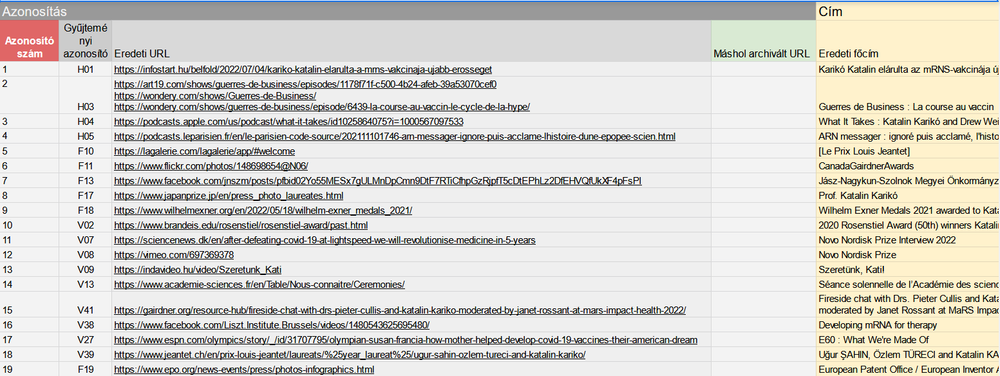 Azonosítás Cím
Azonosító szám Gyűjtemé nyi azonosító Eredeti URL Máshol archivált URL Eredeti főcím
1 H01 https://infostart.hu/belfold/2022/07/04/kariko-katalin-elarulta-a-mrns-vakcinaja-ujabb-erosseget Karikó Katalin elárulta az mRNS-vakcinája új
2 https://art19.com/shows/guerres-de-business/episodes/1178f71f-c500-4b24-afeb-39a53070cef0
https://wondery.com/shows/Guerres-de-Business/
H03 https://wondery.com/shows/guerres-de-business/episode/6439-la-course-au-vaccin-le-cycle-de-la-hype/ Guerres de Business : La course au vaccin
3 H04 https://podcasts.apple.com/us/podcast/what-it-takes/id1025864075?i=1000567097533 What It Takes : Katalin Karikó and Drew Wei
4 H05 https://podcasts.leparisien.fr/en/le-parisien-code-source/202111101746-arn-messager-ignore-puis-acclame-lhistoire-dune-epopee-scien.html ARN messager : ignoré puis acclamé, l'histo
5 F10 https://lagalerie.com/lagalerie/app/#welcome [Le Prix Louis Jeantet]
6 F11 https://www.flickr.com/photos/148698654@N06/ CanadaGairdnerAwards
7 F13 https://www.facebook.com/jnszm/posts/pfbid02Yo55MESx7gULMnDpCmn9DtF7RTiCfhpGzRjpfT5cDtEPhLz2DfEHVQfUkXF4pFsPl Jász-Nagykun-Szolnok Megyei Önkormányz
8 F17 https://www.japanprize.jp/en/press_photo_laureates.html Prof. Katalin Karikó
9 F18 https://www.wilhelmexner.org/en/2022/05/18/wilhelm-exner_medals_2021/ Wilhelm Exner Medals 2021 awarded to Kata
10 V02 https://www.brandeis.edu/rosenstiel/rosenstiel-award/past.html 2020 Rosenstiel Award (50th) winners Katalin
11 V07 https://sciencenews.dk/en/after-defeating-covid-19-at-lightspeed-we-will-revolutionise-medicine-in-5-years Novo Nordisk Prize Interview 2022
12 V08 https://vimeo.com/697369378 Novo Nordisk Prize
13 V09 https://indavideo.hu/video/Szeretunk_Kati Szeretünk, Kati!
14 V13 https://www.academie-sciences.fr/en/Table/Nous-connaitre/Ceremonies/ Séance solennelle de l'Académie des scienc
15 V41 https://gairdner.org/resource-hub/fireside-chat-with-drs-pieter-cullis-and-katalin-kariko-moderated-by-janet-rossant-at-mars-impact-health-2022/ Fireside chat with Drs. Pieter Cullis and Kata
moderated by Janet Rossant at MaRS Impac
16 V38 https://www.facebook.com/Liszt.Institute.Brussels/videos/1480543625695480/ Developing mRNA for therapy
17 V27 https://www.espn.com/olympics/story/_/id/31707795/olympian-susan-francia-how-mother-helped-develop-covid-19-vaccines-their-american-dream E60 : What We're Made Of
18 V39 https://www.jeantet.ch/en/prix-louis-jeantet/laureats/%25year_laureat%25/ugur-sahin-ozlem-tureci-and-katalin-kariko/ Uğur ŞAHIN, Özlem TÜRECI and Katalin KA
19 F19 https://www.epo.org/news-events/press/photos-infographics.html European Patent Office / European Inventor A